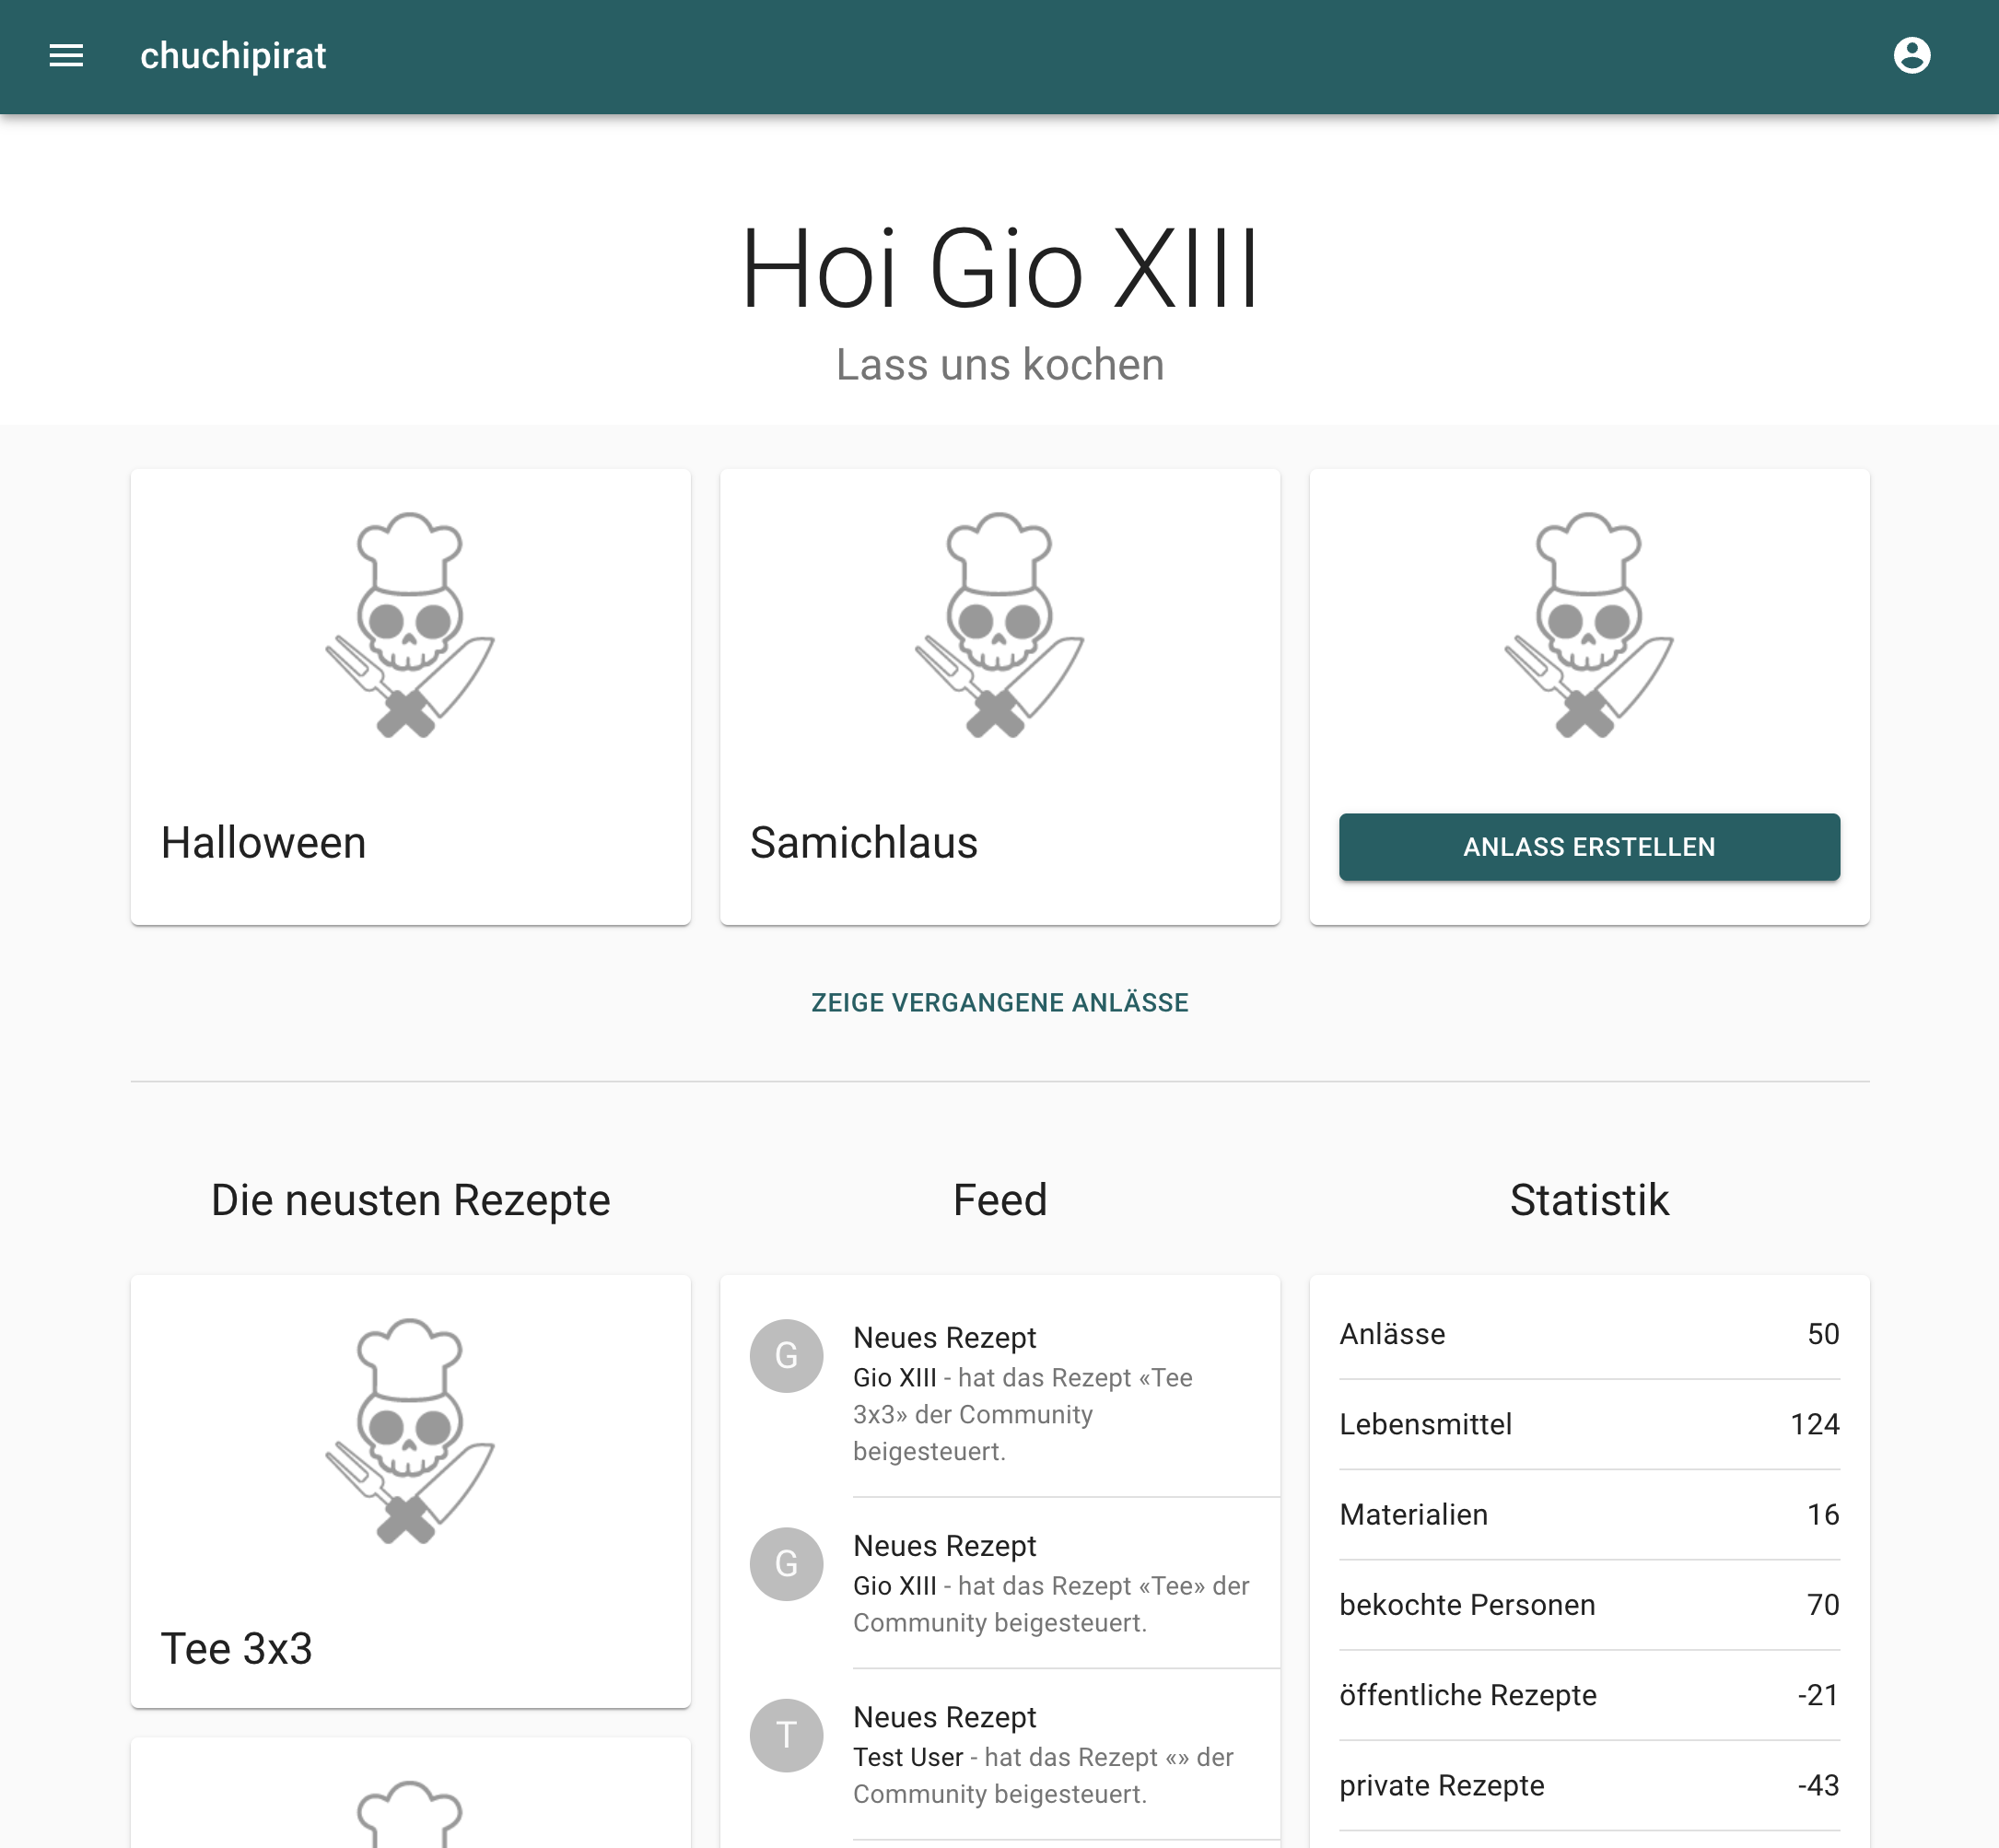 chuchipirat
Hoi Gio XIII
Lass uns kochen
Halloween
Samichlaus
ANLASS ERSTELLEN
ZEIGE VERGANGENE ANLÄSSE
Die neusten Rezepte
Tee 3x3
Feed
G
Neues Rezept
Gio XIII - hat das Rezept «Tee
3x3» der Community
beigesteuert.
G
Neues Rezept
Gio XIII - hat das Rezept «Tee» der
Community beigesteuert.
T
Neues Rezept
Test User - hat das Rezept «» der
Community beigesteuert.
Statistik
Anlässe 50
Lebensmittel 124
Materialien 16
bekochte Personen 70
öffentliche Rezepte -21
private Rezepte -43